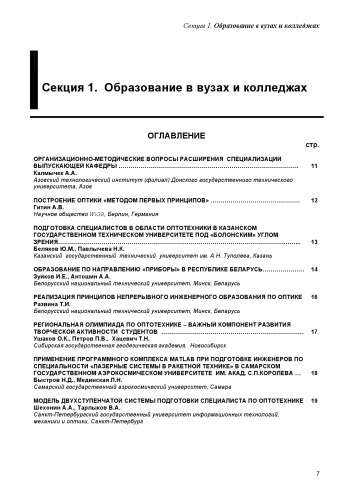 Секция 1. Образование в вузах и колледжах
Секция 1. Образование в вузах и колледжах
ОГЛАВЛЕНИЕ
стр.
ОРГАНИЗАЦИОННО-МЕТОДИЧЕСКИЕ ВОПРОСЫ РАСШИРЕНИЯ СПЕЦИАЛИЗАЦИИ
ВЫПУСКАЮЩЕЙ КАФЕДРЫ ... 11
Калмычек А.А.
Азовский технологический институт (филиал) Донского государственного технического
университета, Азов
ПОСТРОЕНИЕ ОПТИКИ «МЕТОДОМ ПЕРВЫХ ПРИНЦИПОВ» ... 12
Гитин А.В.
Научное общество, Берлин, Германия
ПОДГОТОВКА СПЕЦИАЛИСТОВ В ОБЛАСТИ ОПТОТЕХНИКИ В КАЗАНСКОМ
ГОСУДАРСТВЕННОМ ТЕХНИЧЕСКОМ УНИВЕРСИТЕТЕ ПОД «БОЛОНСКИМ» УГЛОМ
ЗРЕНИЯ... 13
Беляков Ю.М., Павлычева Н.К.
Казанский государственный технический университет им. А.Н. Туполева, Казань
ОБРАЗОВАНИЕ ПО НАПРАВЛЕНИЮ «ПРИБОРЫ» В РЕСПУБЛИКЕ БЕЛАРУСЬ... 14
Зуйков И.Е., Антошин А.А.
Белорусский национальный технический университет, Минск, Беларусь
РЕАЛИЗАЦИЯ ПРИНЦИПОВ НЕПРЕРЫВНОГО ИНЖЕНЕРНОГО ОБРАЗОВАНИЯ ПО ОПТИКЕ 16
Развина Т.И.
Белорусский национальный технический университет, Минск, Беларусь
РЕГИОНАЛЬНАЯ ОЛИМПИАДА ПО ОПТОТЕХНИКЕ – ВАЖНЫЙ КОМПОНЕНТ РАЗВИТИЯ
ТВОРЧЕСКОЙ АКТИВНОСТИ СТУДЕНТОВ ... 17
Ушаков О.К., Петров П.В., Хацевич Т.Н.
Сибирская государственная геодезическая академия, Новосибирск
ПРИМЕНЕНИЕ ПРОГРАММНОГО КОМПЛЕКСА MATLAB ПРИ ПОДГОТОВКЕ ИНЖЕНЕРОВ ПО
СПЕЦИАЛЬНОСТИ «ЛАЗЕРНЫЕ СИСТЕМЫ В РАКЕТНОЙ ТЕХНИКЕ» В САМАРСКОМ
ГОСУДАРСТВЕННОМ АЭРОКОСМИЧЕСКОМ УНИВЕРСИТЕТЕ ИМ. АКАД. С.П.КОРОЛЕВА ... 18
Быстров Н.Д., Мединская Л.Н.
Самарский государственный аэрокосмический университет, Самара
МОДЕЛЬ ДВУХСТУПЕНЧАТОЙ СИСТЕМЫ ПОДГОТОВКИ СПЕЦИАЛИСТА ПО ОПТОТЕХНИКЕ 19
Шехонин А.А., Тарлыков В.А.
Санкт-Петербургский государственный университет информационных технологий,
механики и оптики, Санкт-Петербург
7